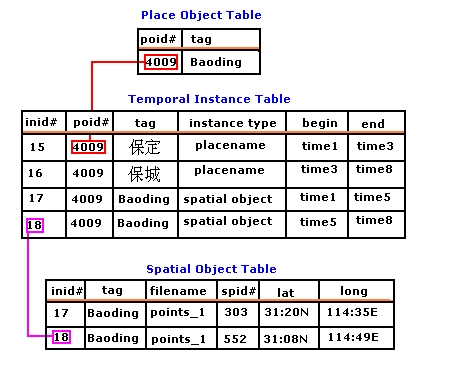 Place Object Table
poid# tag
4009 Baoding
Temporal Instance Table
inid# poid# tag instance type begin end
15 4009 保定 placename time1 time3
16 4009 保城 placename time3 time8
17 4009 Baoding spatial object time1 time5
18 4009 Baoding spatial object time5 time8
Spatial Object Table
inid# tag filename spid# lat long
17 Baoding points_1 303 31:20N 114:35E
18 Baoding points_1 552 31:08N 114:49E